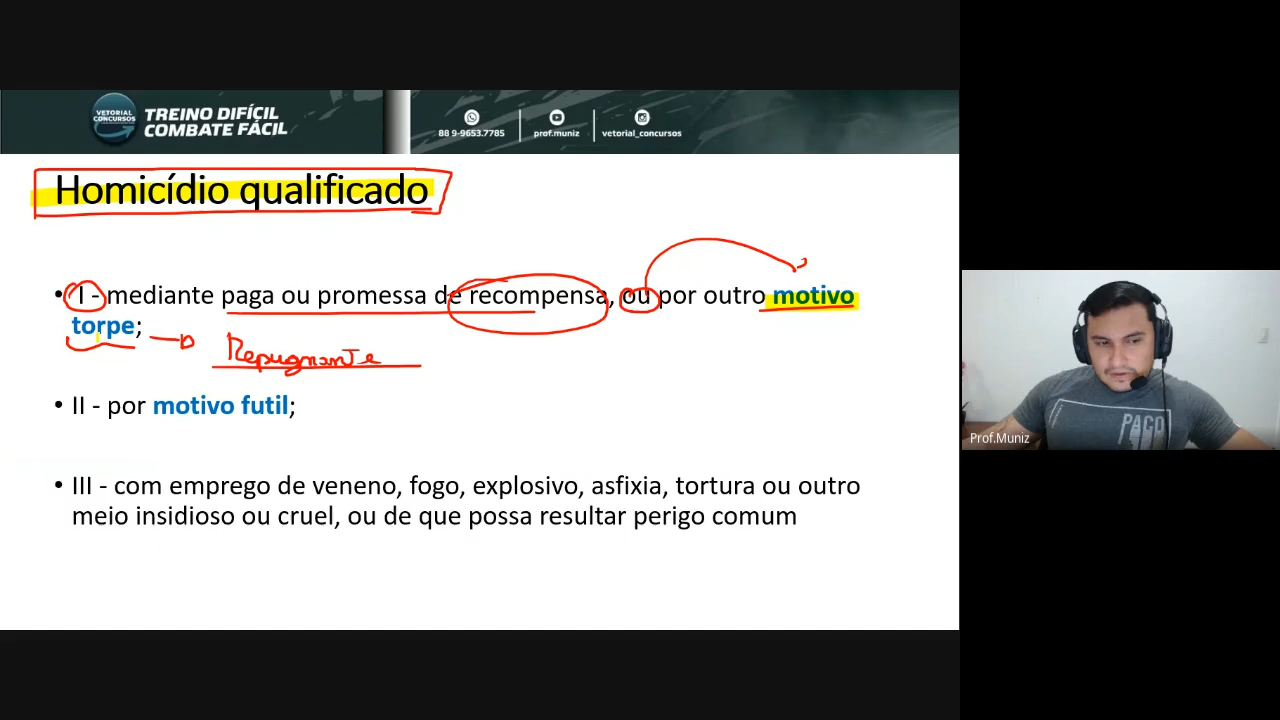 VETORIAL
CONCURSOS
TREINO DIFÍCIL
COMBATE FÁCIL
88 9-9653.7785
prof.muniz
vetorial_concursos
Homicídio qualificado
• I - mediante paga ou promessa de recompensa, ou por outro motivo
torpe;
Repugnante
• II - por motivo futil;
• III - com emprego de veneno, fogo, explosivo, asfixia, tortura ou outro
meio insidioso ou cruel, ou de que possa resultar perigo comum
PACO
Prof.Muniz